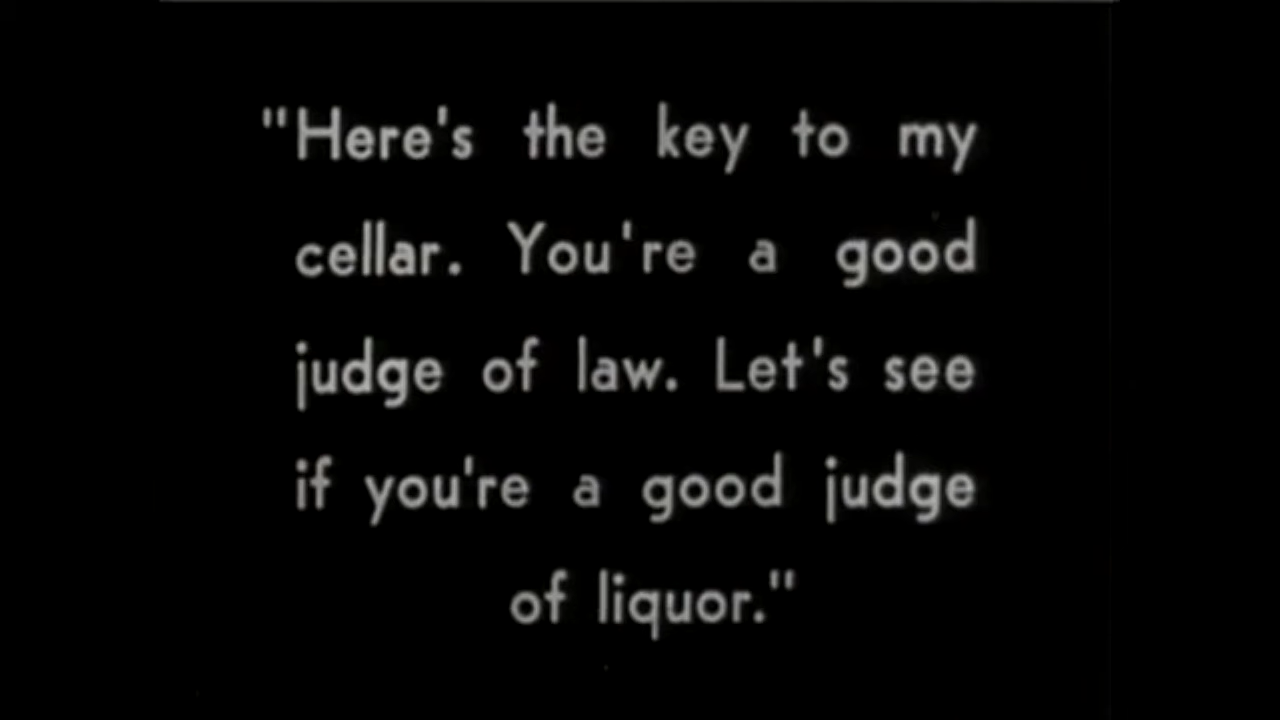 "Here's the key to my
cellar. You're a good
judge of law. Let's see
if you're a good judge
of liquor."